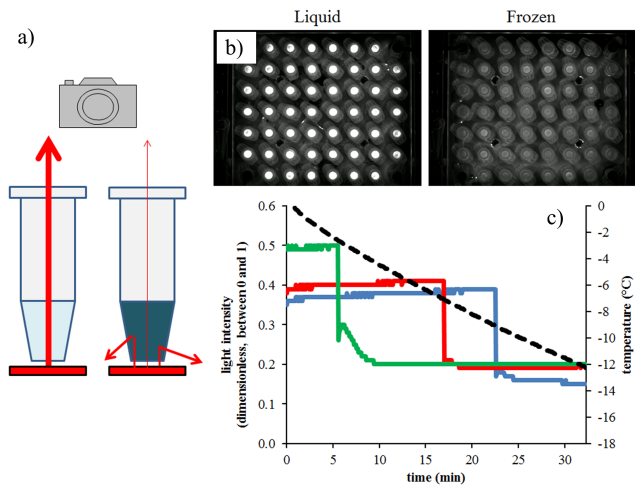 a)
Liquid
Frozen
b)
c)
light intensity
(dimensionless, between 0 and 1)
0.6
0.5
0.4
0.3
0.2
0.1
0.0
0
5
10
15
20
25
30
time (min)
0
-2
-4
-6
-8
-10
-12
-14
-16
-18
temperature (°C)